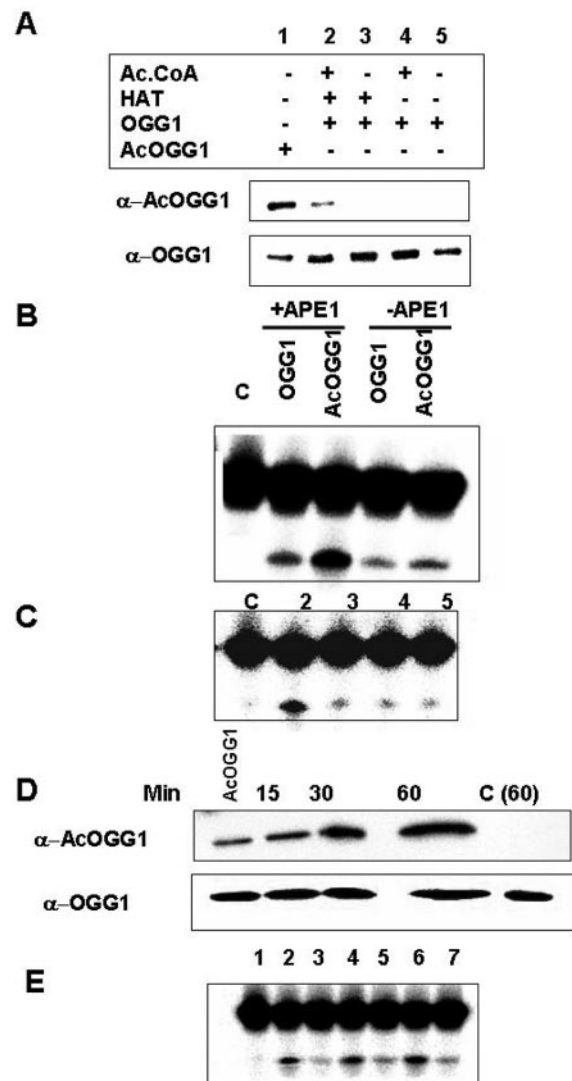 A
1 2 3 4 5
Ac.CoA - + - + -
HAT - + + - -
OGG1 - + + + +
AcOGG1 + - - - -
α–AcOGG1
α–OGG1
B
+APE1 -APE1
C OGG1 AcOGG1 OGG1 AcOGG1
C
C 2 3 4 5
D
Min AcOGG1 15 30 60 C (60)
α–AcOGG1
α–OGG1
E
1 2 3 4 5 6 7